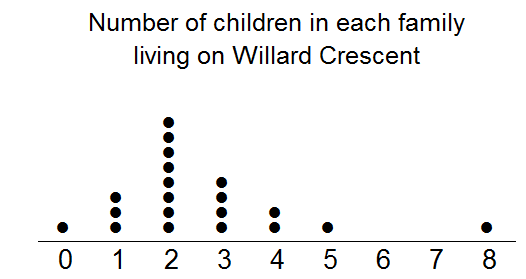 Number of children in each family
living on Willard Crescent
0 1 2 3 4 5 6 7 8